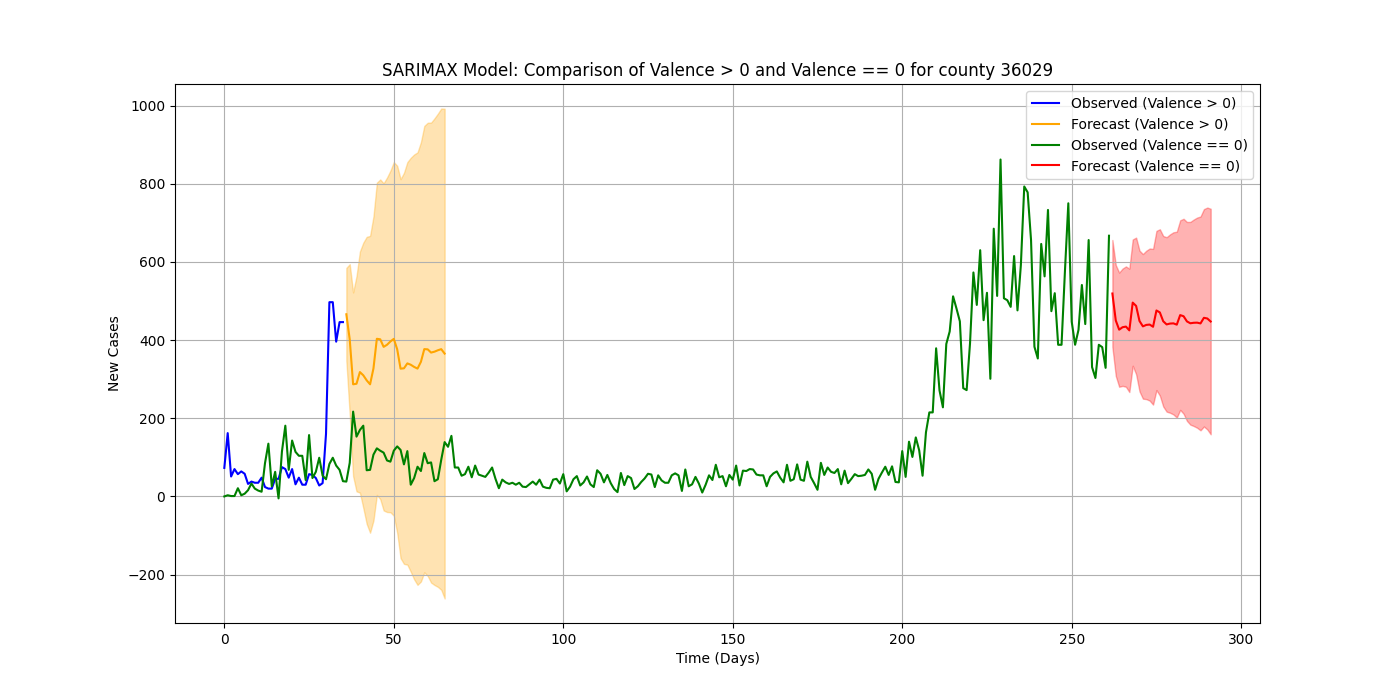 SARIMAX Model: Comparison of Valence > 0 and Valence == 0 for county 36029
Observed (Valence > 0)
Forecast (Valence > 0)
Observed (Valence == 0)
Forecast (Valence == 0)
New Cases
1000
800
600
400
200
0
−200
0 50 100 150 200 250 300
Time (Days)